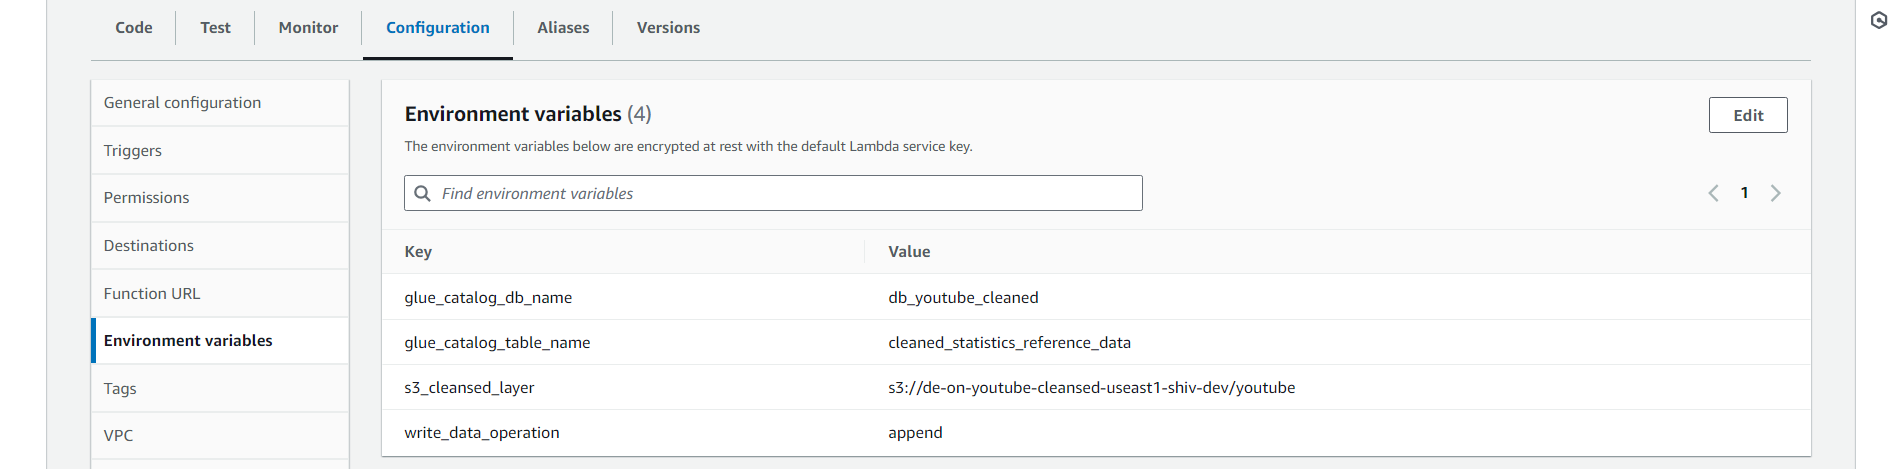 Code Test Monitor Configuration Aliases Versions
General configuration
Triggers
Permissions
Destinations
Function URL
Environment variables
Tags
VPC
Environment variables (4)
Edit
The environment variables below are encrypted at rest with the default Lambda service key.
Find environment variables
1
Key Value
glue_catalog_db_name db_youtube_cleaned
glue_catalog_table_name cleaned_statistics_reference_data
s3_cleansed_layer s3://de-on-youtube-cleansed-useast1-shiv-dev/youtube
write_data_operation append